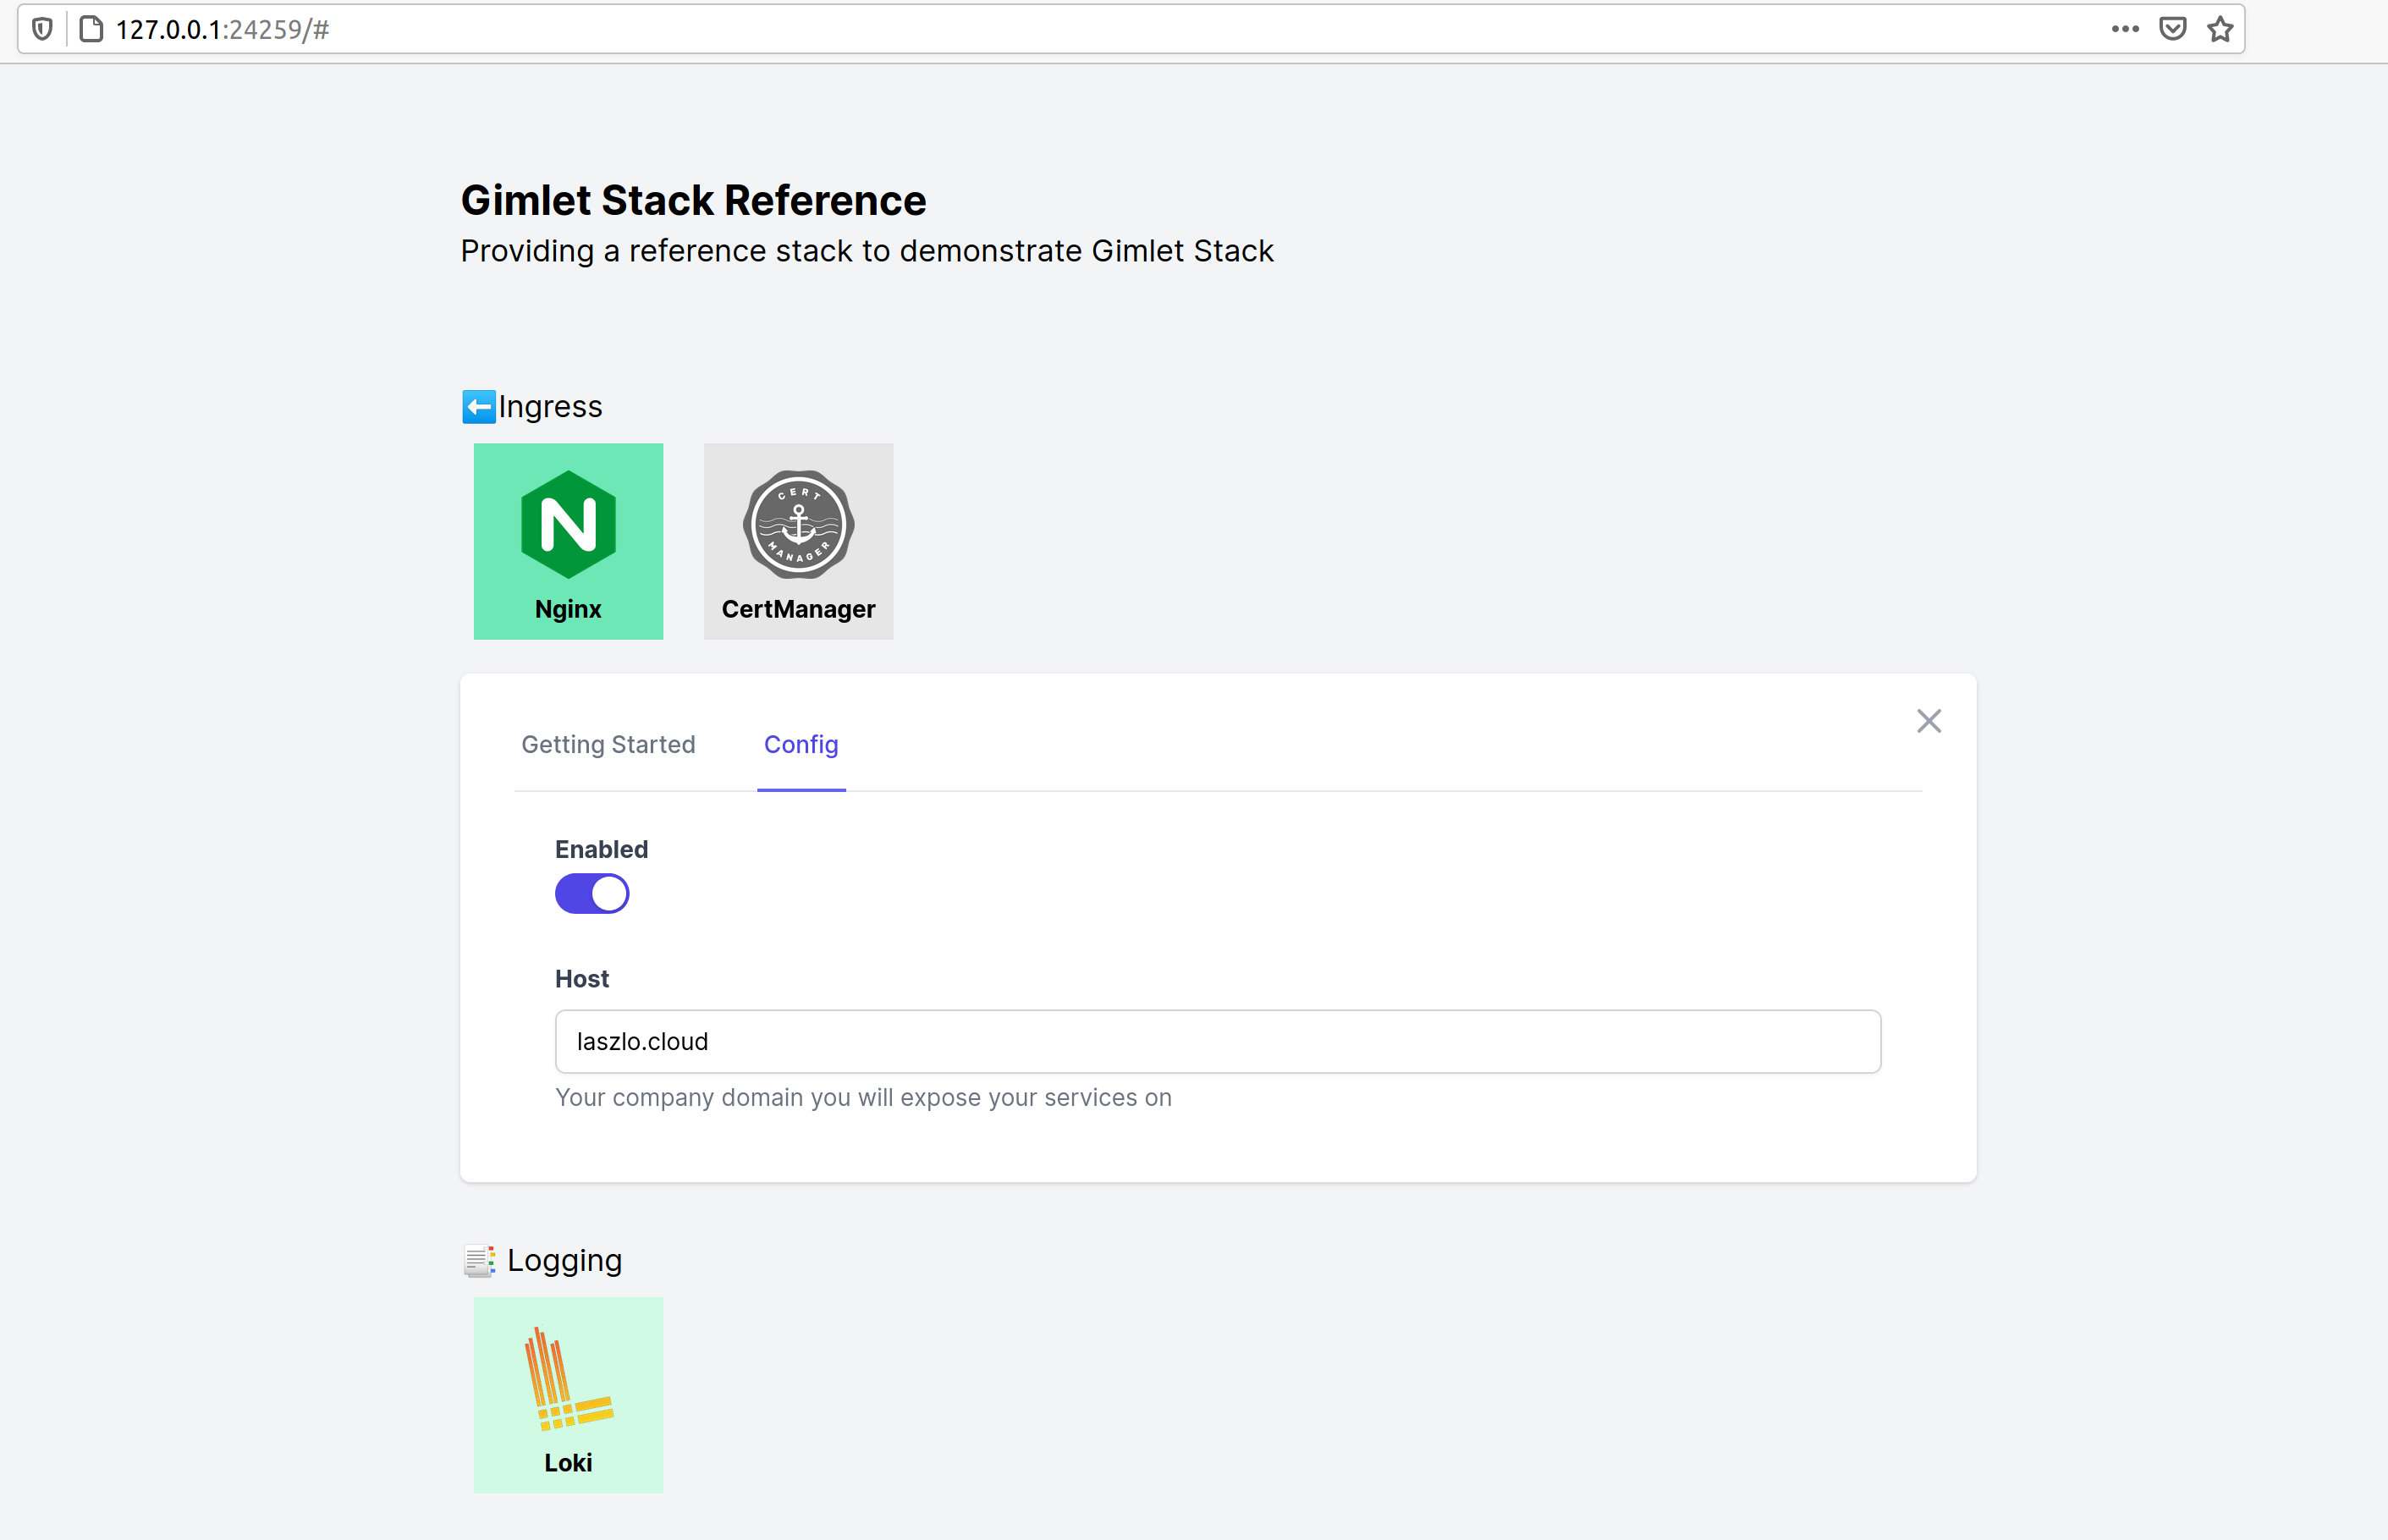 127.0.0.1:24259/#
Gimlet Stack Reference
Providing a reference stack to demonstrate Gimlet Stack
Ingress
CERT
MANAGER
Nginx
CertManager
Getting Started
Config
Enabled
Host
laszlo.cloud
Your company domain you will expose your services on
Logging
Loki